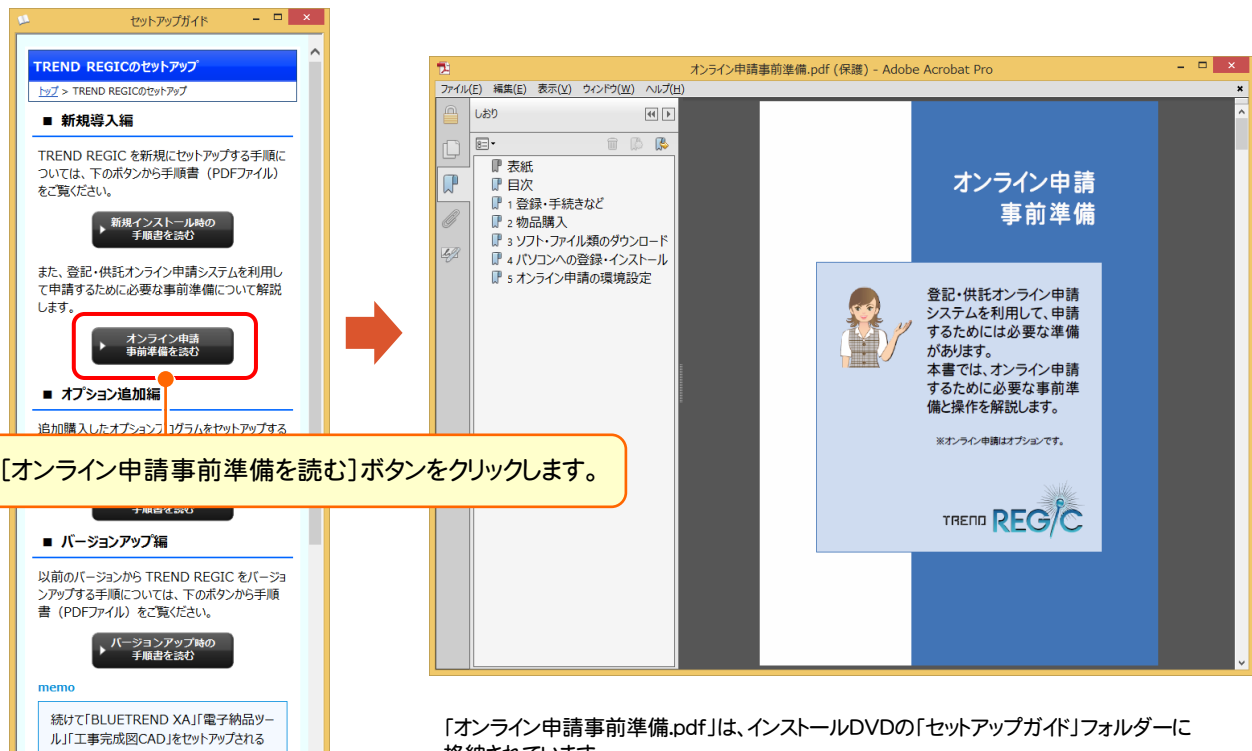 セットアップガイド
TREND REGICのセットアップ
トップ > TREND REGICのセットアップ
■ 新規導入編
TREND REGIC を新規にセットアップする手順に
ついては、下のボタンから手順書（PDFファイル）
をご覧ください。
新規インストール時の
手順書を読む
また、登記・供託オンライン申請システムを利用し
て申請するために必要な事前準備について解説
します。
オンライン申請
事前準備を読む
■ オプション追加編
追加購入したオプションプログラムをセットアップする
[オンライン申請事前準備を読む]ボタンをクリックします。
手順書を読む
■ バージョンアップ編
以前のバージョンから TREND REGIC をバージョ
ンアップする手順については、下のボタンから手順
書（PDFファイル）をご覧ください。
バージョンアップ時の
手順書を読む
memo
続けて「BLUETREND XA」「電子納品ツー
ル」「工事完成図CAD」をセットアップされる
オンライン申請事前準備.pdf (保護) - Adobe Acrobat Pro
ファイル(F) 編集(E) 表示(V) ウィンドウ(W) ヘルプ(H)
しおり
表紙
目次
1 登録・手続きなど
2 物品購入
3 ソフト・ファイル類のダウンロード
4 パソコンへの登録・インストール
5 オンライン申請の環境設定
オンライン申請
事前準備
登記・供託オンライン申請
システムを利用して、申請
するためには必要な準備
があります。
本書では、オンライン申請
するために必要な事前準
備と操作を解説します。
※オンライン申請はオプションです。
TREND REGIC
「オンライン申請事前準備.pdf」は、インストールDVDの「セットアップガイド」フォルダーに
格納されています。